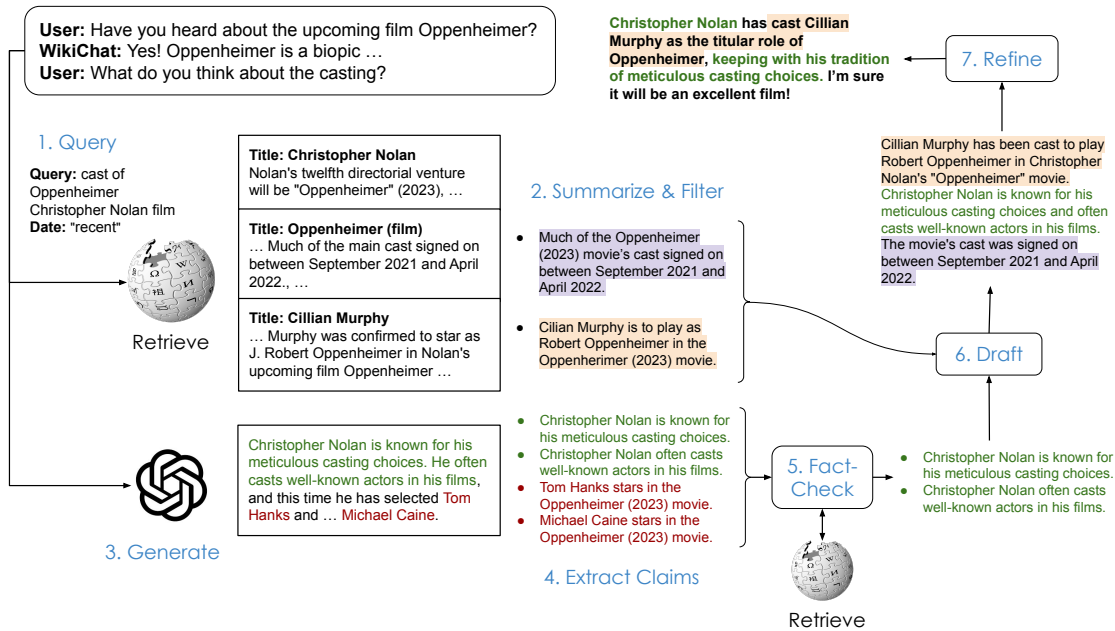 User: Have you heard about the upcoming film Oppenheimer?
WikiChat: Yes! Oppenheimer is a biopic …
User: What do you think about the casting?
Christopher Nolan has cast Cillian
Murphy as the titular role of
Oppenheimer, keeping with his tradition
of meticulous casting choices. I'm sure
it will be an excellent film!
7. Refine
1. Query
Query: cast of
Oppenheimer
Christopher Nolan film
Date: "recent"
Retrieve
Title: Christopher Nolan
Nolan's twelfth directorial venture
will be "Oppenheimer" (2023), …
Title: Oppenheimer (film)
… Much of the main cast signed on
between September 2021 and April
2022., …
Title: Cillian Murphy
… Murphy was confirmed to star as
J. Robert Oppenheimer in Nolan's
upcoming film Oppenheimer …
2. Summarize & Filter
● Much of the Oppenheimer
(2023) movie's cast signed on
between September 2021 and
April 2022.
● Cilian Murphy is to play as
Robert Oppenheimer in the
Oppenherimer (2023) movie.
Cillian Murphy has been cast to play
Robert Oppenheimer in Christopher
Nolan's "Oppenheimer" movie.
Christopher Nolan is known for his
meticulous casting choices and often
casts well-known actors in his films.
The movie's cast was signed on
between September 2021 and April
2022.
6. Draft
3. Generate
Christopher Nolan is known for his
meticulous casting choices. He often
casts well-known actors in his films,
and this time he has selected Tom
Hanks and … Michael Caine.
● Christopher Nolan is known for
his meticulous casting choices.
● Christopher Nolan often casts
well-known actors in his films.
● Tom Hanks stars in the
Oppenheimer (2023) movie.
● Michael Caine stars in the
Oppenheimer (2023) movie.
4. Extract Claims
5. Fact-
Check
Retrieve
● Christopher Nolan is known for
his meticulous casting choices.
● Christopher Nolan often casts
well-known actors in his films.